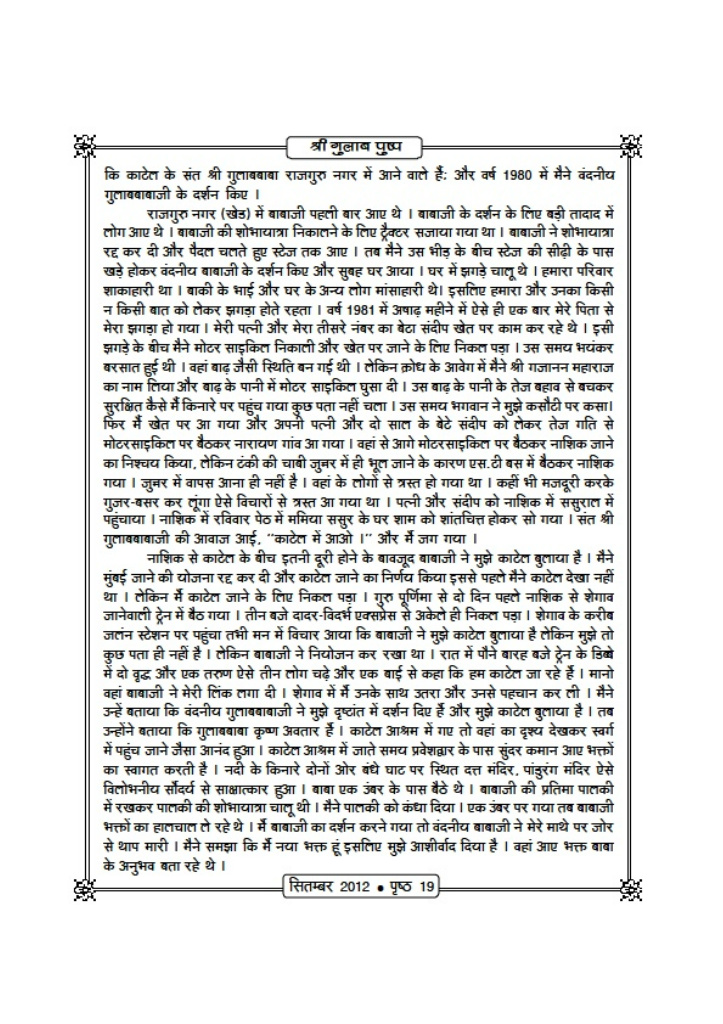 श्री गुलाब पुष्प
कि काटेल के संत श्री गुलाबबाबा राजगुरु नगर में आने वाले हैं; और वर्ष 1980 में मैने वंदनीय
गुलाबबाबाजी के दर्शन किए ।
राजगुरु नगर (खेड) में बाबाजी पहली बार आए थे । बाबाजी के दर्शन के लिए बड़ी तादाद में
लोग आए थे । बाबाजी की शोभायात्रा निकालने के लिए ट्रैक्टर सजाया गया था । बाबाजी ने शोभायात्रा
रद्द कर दी और पैदल चलते हुए स्टेज तक आए । तब मैने उस भीड़ के बीच स्टेज की सीढ़ी के पास
खड़े होकर वंदनीय बाबाजी के दर्शन किए और सुबह घर आया । घर में झगड़े चालू थे । हमारा परिवार
शाकाहारी था । बाकी के भाई और घर के अन्य लोग मांसाहारी थे। इसलिए हमारा और उनका किसी
न किसी बात को लेकर झगड़ा होते रहता । वर्ष 1981 में अषाढ़ महीने में ऐसे ही एक बार मेरे पिता से
मेरा झगड़ा हो गया । मेरी पत्नी और मेरा तीसरे नंबर का बेटा संदीप खेत पर काम कर रहे थे । इसी
झगड़े के बीच मैने मोटर साइकिल निकाली और खेत पर जाने के लिए निकल पड़ा । उस समय भयंकर
बरसात हुई थी । वहां बाढ़ जैसी स्थिति बन गई थी । लेकिन क्रोध के आवेग में मैने श्री गजानन महाराज
का नाम लिया और बाढ़ के पानी में मोटर साइकिल घुसा दी । उस बाढ़ के पानी के तेज बहाव से बचकर
सुरक्षित कैसे मैं किनारे पर पहुंच गया कुछ पता नहीं चला । उस समय भगवान ने मुझे कसौटी पर कसा।
फिर मैं खेत पर आ गया और अपनी पत्नी और दो साल के बेटे संदीप को लेकर तेज गति से
मोटरसाइकिल पर बैठकर नारायण गांव आ गया । वहां से आगे मोटरसाइकिल पर बैठकर नाशिक जाने
का निश्चय किया, लेकिन टंकी की चाबी जुन्नर में ही भूल जाने के कारण एस.टी बस में बैठकर नाशिक
गया । जुन्नर में वापस आना ही नहीं है । वहां के लोगों से त्रस्त हो गया था । कहीं भी मजदूरी करके
गुजर-बसर कर लूंगा ऐसे विचारों से त्रस्त आ गया था । पत्नी और संदीप को नाशिक में ससुराल में
पहुंचाया । नाशिक में रविवार पेठ में ममिया ससुर के घर शाम को शांतचित्त होकर सो गया । संत श्री
गुलाबबाबाजी की आवाज आई, ‘‘काटेल में आओ ।’’ और मैं जग गया ।
नाशिक से काटेल के बीच इतनी दूरी होने के बावजूद बाबाजी ने मुझे काटेल बुलाया है । मैने
मुंबई जाने की योजना रद्द कर दी और काटेल जाने का निर्णय किया इससे पहले मैने काटेल देखा नहीं
था । लेकिन मैं काटेल जाने के लिए निकल पड़ा । गुरु पूर्णिमा से दो दिन पहले नाशिक से शेगाव
जानेवाली ट्रेन में बैठ गया । तीन बजे दादर-विदर्भ एक्सप्रेस से अकेले ही निकल पड़ा । शेगाव के करीब
जलंन स्टेशन पर पहुंचा तभी मन में विचार आया कि बाबाजी ने मुझे काटेल बुलाया है लेकिन मुझे तो
कुछ पता ही नहीं है । लेकिन बाबाजी ने नियोजन कर रखा था । रात में पौने बारह बजे ट्रेन के डिब्बे
में दो वृद्ध और एक तरुण ऐसे तीन लोग चढ़े और एक बाई से कहा कि हम काटेल जा रहे हैं । मानो
वहां बाबाजी ने मेरी लिंक लगा दी । शेगाव में मैं उनके साथ उतरा और उनसे पहचान कर ली । मैने
उन्हें बताया कि वंदनीय गुलाबबाबाजी ने मुझे दृष्टांत में दर्शन दिए हैं और मुझे काटेल बुलाया है । तब
उन्होंने बताया कि गुलाबबाबा कृष्ण अवतार हैं । काटेल आश्रम में गए तो वहां का दृश्य देखकर स्वर्ग
में पहुंच जाने जैसा आनंद हुआ । काटेल आश्रम में जाते समय प्रवेशद्वार के पास सुंदर कमान आए भक्तों
का स्वागत करती है । नदी के किनारे दोनों ओर बंधे घाट पर स्थित दत्त मंदिर, पांडुरंग मंदिर ऐसे
विलोभनीय सौंदर्य से साक्षात्कार हुआ । बाबा एक उंबर के पास बैठे थे । बाबाजी की प्रतिमा पालकी
में रखकर पालकी की शोभायात्रा चालू थी । मैने पालकी को कंधा दिया । एक उंबर पर गया तब बाबाजी
भक्तों का हालचाल ले रहे थे । मैं बाबाजी का दर्शन करने गया तो वंदनीय बाबाजी ने मेरे माथे पर जोर
से थाप मारी । मैने समझा कि मैं नया भक्त हूं इसलिए मुझे आशीर्वाद दिया है । वहां आए भक्त बाबा
के अनुभव बता रहे थे ।
सितम्बर 2012 ● पृष्ठ 19